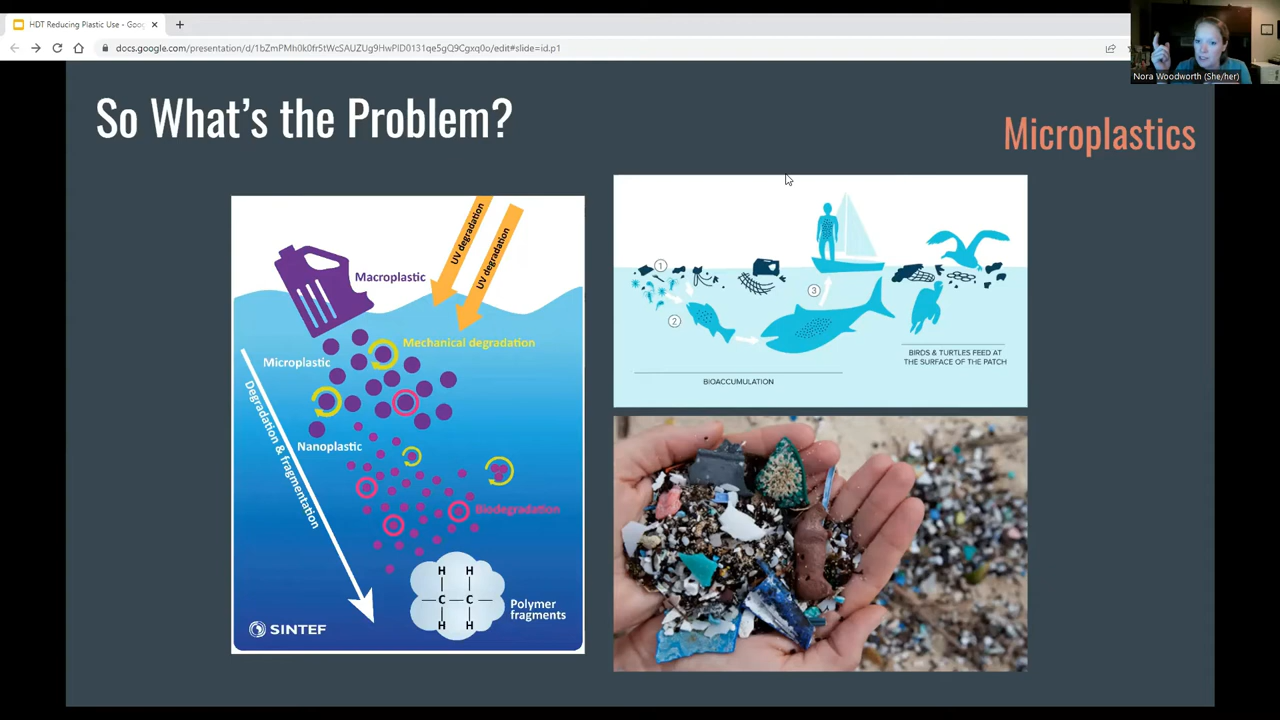 HDT Reducing Plastic Use - Goog
docs.google.com/presentation/d/1bZmPMh0k0fr5tWcSAUZUg9HwPlD0131qe5gQ9Cgxq0o/edit#slide=id.p1
Nora Woodworth (She/her)
So What's the Problem?
Microplastics
UV degradation
UV degradation
Macroplastic
Mechanical degradation
Microplastic
Degradation & fragmentation
Nanoplastic
Biodegradation
H H
C C
H H
Polymer
fragments
SINTEF
1
2
3
BIOACCUMULATION
BIRDS & TURTLES FEED AT
THE SURFACE OF THE PATCH